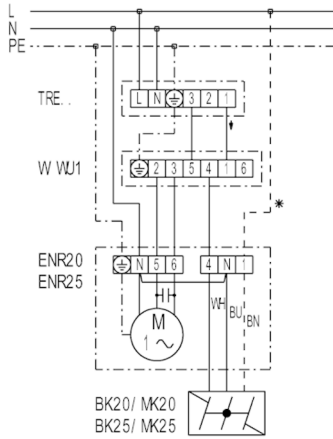 L
N
PE
TRE..
L N 3 2 1
W WU1
2 3 5 4 1 6
*
ENR20
ENR25
N 5 6 4 N 1
WH BU BN
M
1 ~
BK20/ MK20
BK25/ MK25